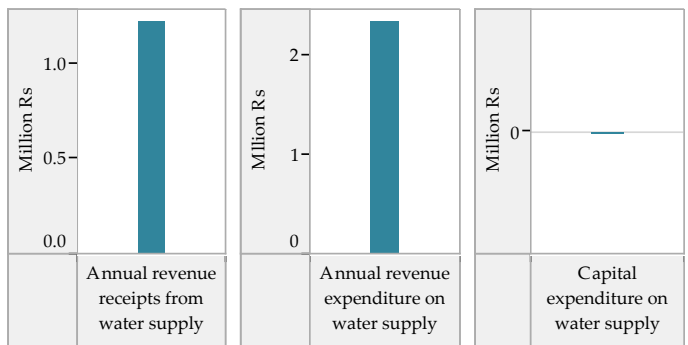 Million Rs
1.0
0.5
0.0
Annual revenue
receipts from
water supply
Mllion Rs
2
1
0
Annual revenue
expenditure on
water supply
Million Rs
0
Capital
expenditure on
water supply